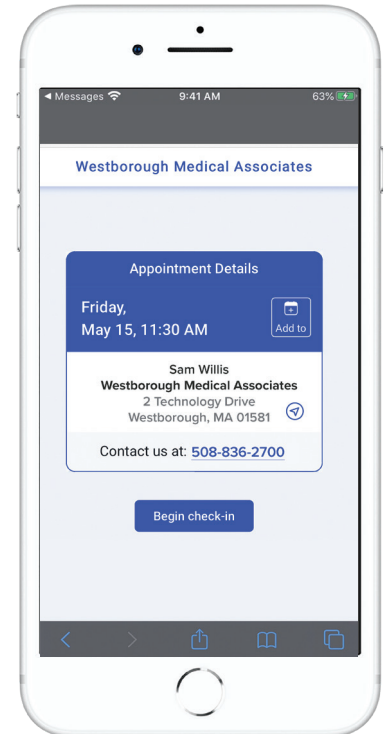 Messages 9:41 AM 63%
Westborough Medical Associates
Appointment Details
Friday,
May 15, 11:30 AM
Add to
Sam Willis
Westborough Medical Associates
2 Technology Drive
Westborough, MA 01581
Contact us at: 508-836-2700
Begin check-in